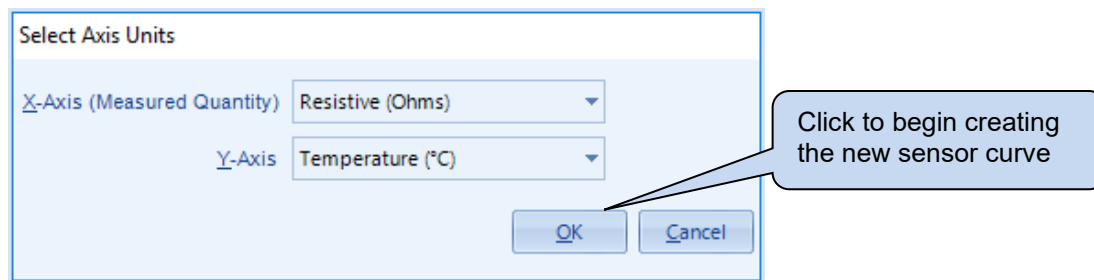 Select Axis Units
X-Axis (Measured Quantity) Resistive (Ohms)
Y-Axis Temperature (°C)
OK Cancel
Click to begin creating
the new sensor curve